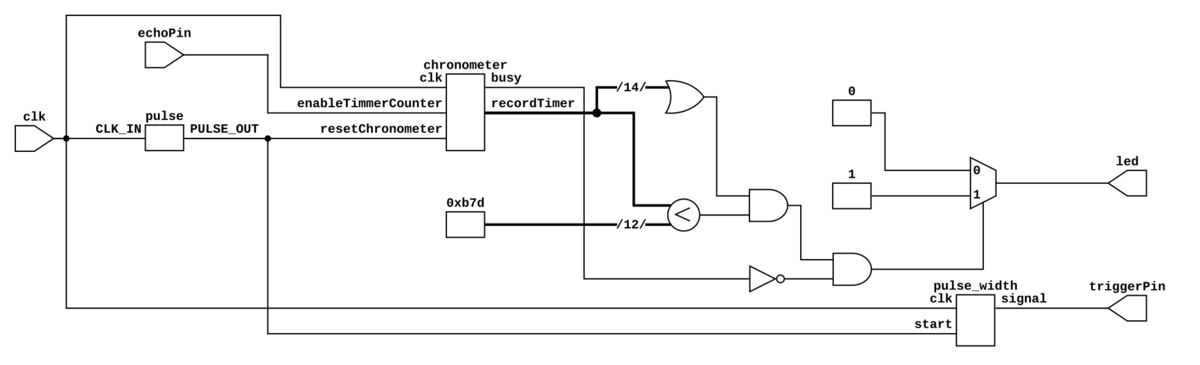 echoPin
clk
chronometer
clk
busy
enableTimmerCounter
recordTimer
resetChronometer
pulse
CLK_IN
PULSE_OUT
/14/
0xb7d
/12/
<
0
1
0
1
led
pulse_width
clk
signal
start
triggerPin